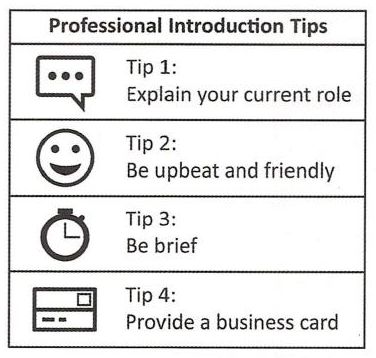 Professional Introduction Tips
Tip 1:
Explain your current role
Tip 2:
Be upbeat and friendly
Tip 3:
Be brief
Tip 4:
Provide a business card